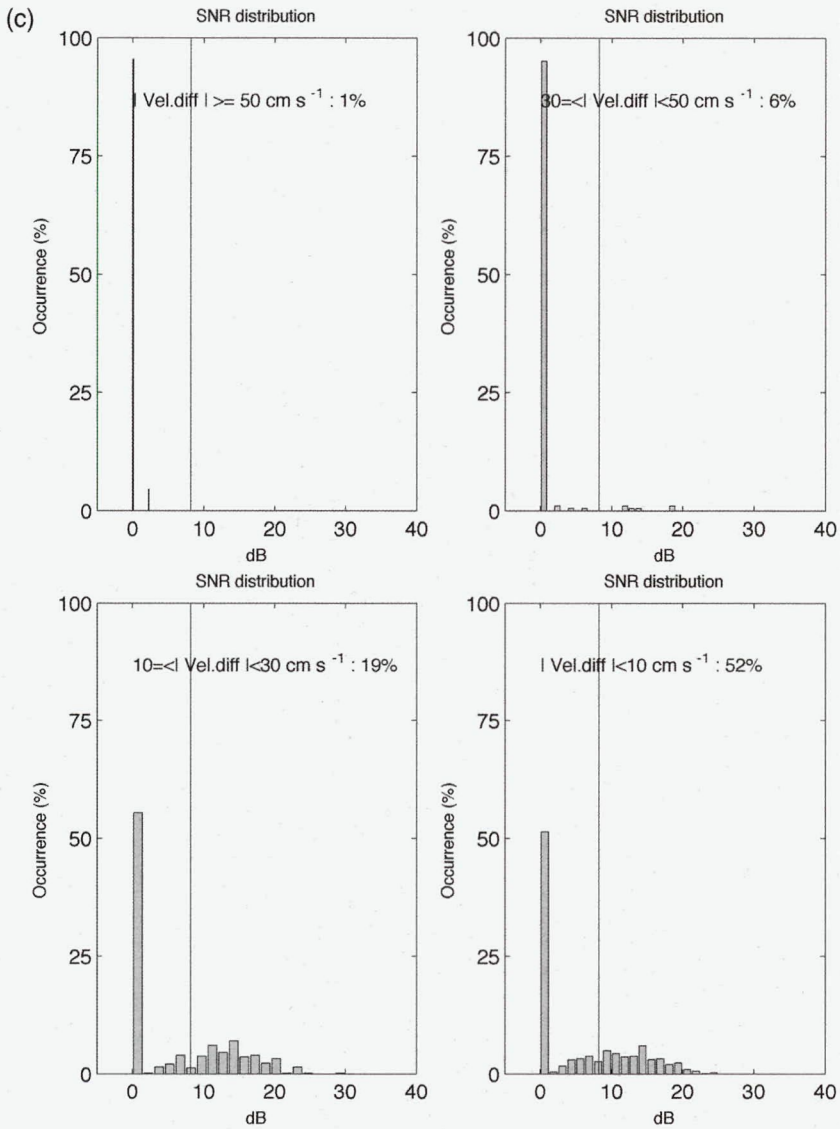 (c)
SNR distribution
100
75
50
25
0
Occurrence (%)
| Vel.diff | >= 50 cm s -1 : 1%
0 10 20 30 40
dB
SNR distribution
100
75
50
25
0
Occurrence (%)
30=<| Vel.diff |<50 cm s -1 : 6%
0 10 20 30 40
dB
SNR distribution
100
75
50
25
0
Occurrence (%)
10=<| Vel.diff |<30 cm s -1 : 19%
0 10 20 30 40
dB
SNR distribution
100
75
50
25
0
Occurrence (%)
| Vel.diff |<10 cm s -1 : 52%
0 10 20 30 40
dB